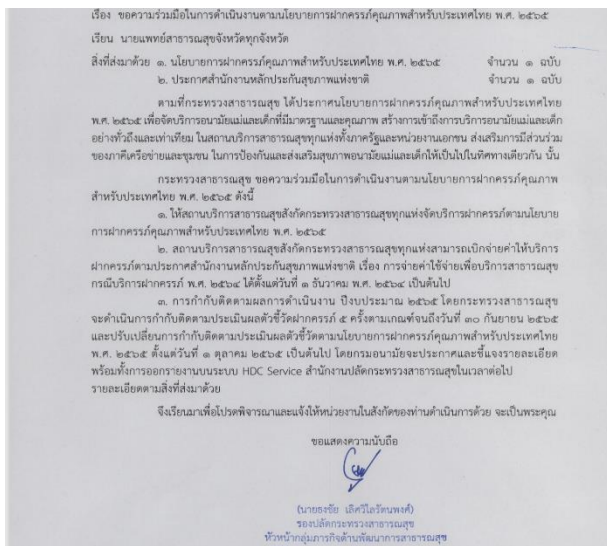 เรื่อง ขอความร่วมมือในการดำเนินงานตามนโยบายการฝากครรภ์คุณภาพสำหรับประเทศไทย พ.ศ. ๒๕๖๕
เรียน นายแพทย์สาธารณสุขจังหวัดทุกจังหวัด
สิ่งที่ส่งมาด้วย ๑. นโยบายการฝากครรภ์คุณภาพสำหรับประเทศไทย พ.ศ. ๒๕๖๕ จำนวน ๑ ฉบับ
๒. ประกาศสำนักงานหลักประกันสุขภาพแห่งชาติ จำนวน ๑ ฉบับ
ตามที่กระทรวงสาธารณสุข ได้ประกาศนโยบายการฝากครรภ์คุณภาพสำหรับประเทศไทย
พ.ศ. ๒๕๖๕ เพื่อจัดบริการอนามัยแม่และเด็กที่มีมาตรฐานและคุณภาพ สร้างการเข้าถึงการบริการอนามัยแม่และเด็ก
อย่างทั่วถึงและเท่าเทียม ในสถานบริการสาธารณสุขทุกแห่งทั้งภาครัฐและหน่วยงานเอกชน ส่งเสริมการมีส่วนร่วม
ของภาคีเครือข่ายและชุมชน ในการป้องกันและส่งเสริมสุขภาพอนามัยแม่และเด็กให้เป็นไปในทิศทางเดียวกัน นั้น
กระทรวงสาธารณสุข ขอความร่วมมือในการดำเนินงานตามนโยบายการฝากครรภ์คุณภาพ
สำหรับประเทศไทย พ.ศ. ๒๕๖๕ ดังนี้
๑. ให้สถานบริการสาธารณสุขสังกัดกระทรวงสาธารณสุขทุกแห่งจัดบริการฝากครรภ์ตามนโยบาย
การฝากครรภ์คุณภาพสำหรับประเทศไทย พ.ศ. ๒๕๖๕
๒. สถานบริการสาธารณสุขสังกัดกระทรวงสาธารณสุขทุกแห่งสามารถเบิกจ่ายค่าให้บริการ
ฝากครรภ์ตามประกาศสำนักงานหลักประกันสุขภาพแห่งชาติ เรื่อง การจ่ายค่าใช้จ่ายเพื่อบริการสาธารณสุข
กรณีบริการฝากครรภ์ พ.ศ. ๒๕๖๔ ได้ตั้งแต่วันที่ ๑ ธันวาคม พ.ศ. ๒๕๖๔ เป็นต้นไป
๓. การกำกับติดตามผลการดำเนินงาน ปีงบประมาณ ๒๕๖๕ โดยกระทรวงสาธารณสุข
จะดำเนินการกำกับติดตามประเมินผลตัวชี้วัดฝากครรภ์ ๕ ครั้งตามเกณฑ์จนถึงวันที่ ๓๐ กันยายน ๒๕๖๕
และปรับเปลี่ยนการกำกับติดตามประเมินผลตัวชี้วัดตามนโยบายการฝากครรภ์คุณภาพสำหรับประเทศไทย
พ.ศ. ๒๕๖๕ ตั้งแต่วันที่ ๑ ตุลาคม ๒๕๖๕ เป็นต้นไป โดยกรมอนามัยจะประกาศและชี้แจงรายละเอียด
พร้อมทั้งการออกรายงานบนระบบ HDC Service สำนักงานปลัดกระทรวงสาธารณสุขในเวลาต่อไป
รายละเอียดตามสิ่งที่ส่งมาด้วย
จึงเรียนมาเพื่อโปรดพิจารณาและแจ้งให้หน่วยงานในสังกัดของท่านดำเนินการด้วย จะเป็นพระคุณ
ขอแสดงความนับถือ
(นายธงชัย เลิศวิไลรัตนพงศ์)
รองปลัดกระทรวงสาธารณสุข
หัวหน้ากลุ่มภารกิจด้านพัฒนาการสาธารณสุข